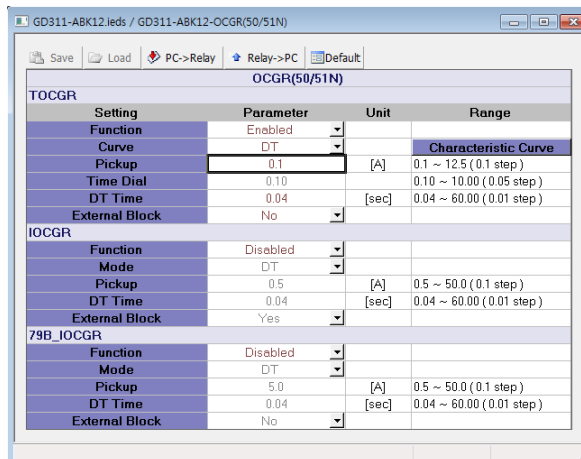 GD311-ABK12.ieds / GD311-ABK12-OCGR(50/51N)
Save Load PC->Relay Relay->PC Default
OCGR(50/51N)
TOCGR
Setting Parameter Unit Range
Function Enabled
Curve DT Characteristic Curve
Pickup 0.1 [A] 0.1 ~ 12.5 ( 0.1 step )
Time Dial 0.10 0.10 ~ 10.00 ( 0.05 step )
DT Time 0.04 [sec] 0.04 ~ 60.00 ( 0.01 step )
External Block No
IOCGR
Function Disabled
Mode DT
Pickup 0.5 [A] 0.5 ~ 50.0 ( 0.1 step )
DT Time 0.04 [sec] 0.04 ~ 60.00 ( 0.01 step )
External Block Yes
79B_IOCGR
Function Disabled
Mode DT
Pickup 5.0 [A] 0.5 ~ 50.0 ( 0.1 step )
DT Time 0.04 [sec] 0.04 ~ 60.00 ( 0.01 step )
External Block No